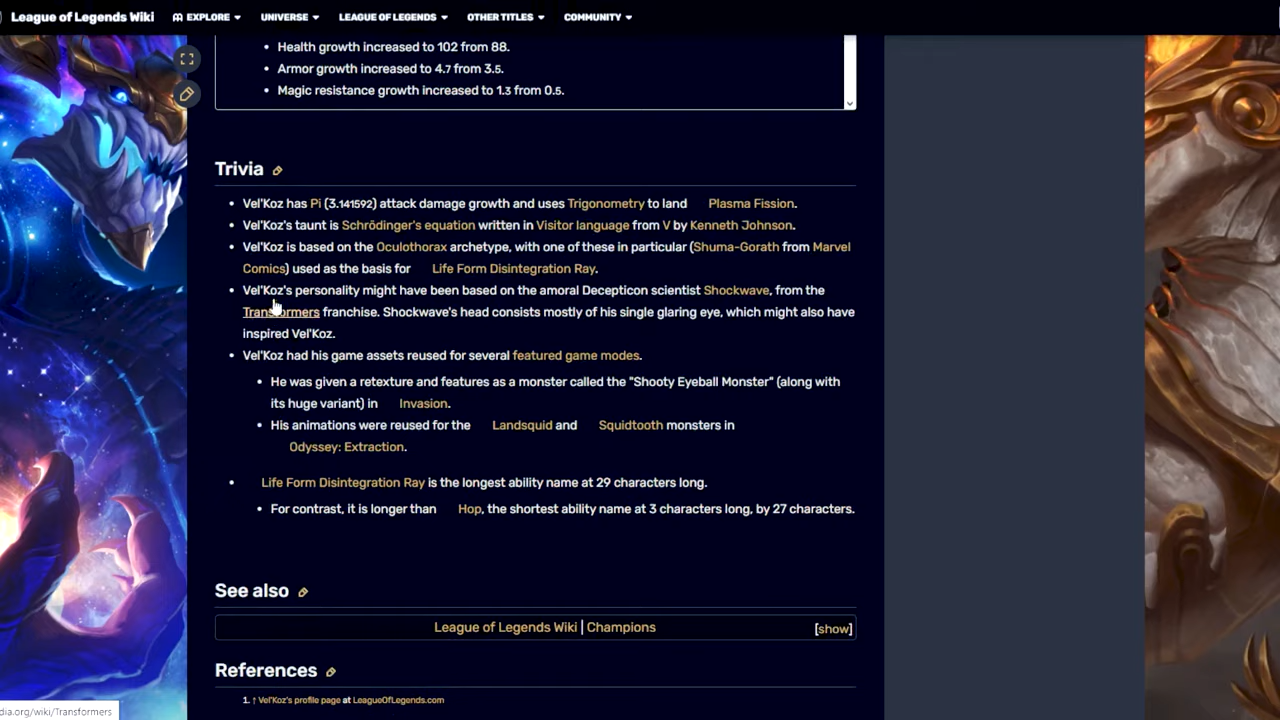 League of Legends Wiki EXPLORE UNIVERSE LEAGUE OF LEGENDS OTHER TITLES COMMUNITY
Health growth increased to 102 from 88.
Armor growth increased to 4.7 from 3.5.
Magic resistance growth increased to 1.3 from 0.5.
Trivia
Vel'Koz has Pi (3.141592) attack damage growth and uses Trigonometry to land Plasma Fission.
Vel'Koz's taunt is Schrödinger's equation written in Visitor language from V by Kenneth Johnson.
Vel'Koz is based on the Oculothorax archetype, with one of these in particular (Shuma-Gorath from Marvel
Comics) used as the basis for Life Form Disintegration Ray.
Vel'Koz's personality might have been based on the amoral Decepticon scientist Shockwave, from the
Transformers franchise. Shockwave's head consists mostly of his single glaring eye, which might also have
inspired Vel'Koz.
Vel'Koz had his game assets reused for several featured game modes.
He was given a retexture and features as a monster called the "Shooty Eyeball Monster" (along with
its huge variant) in Invasion.
His animations were reused for the Landsquid and Squidtooth monsters in
Odyssey: Extraction.
Life Form Disintegration Ray is the longest ability name at 29 characters long.
For contrast, it is longer than Hop, the shortest ability name at 3 characters long, by 27 characters.
See also
League of Legends Wiki | Champions [show]
References
1. ↑ Vel'Koz's profile page at LeagueOfLegends.com
dia.org/wiki/Transformers